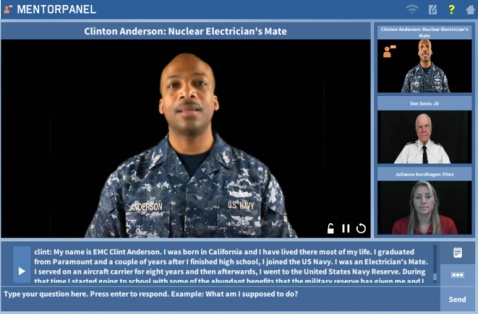 MENTORPANEL
Clinton Anderson: Nuclear Electrician's Mate
Clinton Anderson: Nuclear Electrician's
Mate
Dan Davis: JD
Julianne Nordhagen: Pilot
ANDERSON
U.S. NAVY
clint: My name is EMC Clint Anderson. I was born in California and I have lived there most of my life. I graduated
from Paramount and a couple of years after I finished high school, I joined the US Navy. I was an Electrician's Mate.
I served on an aircraft carrier for eight years and then afterwards, I went to the United States Navy Reserve. During
that time I started going to school with some of the abundant benefits that the military reserve has given me and I
Type your question here. Press enter to respond. Example: What am I supposed to do?
Send